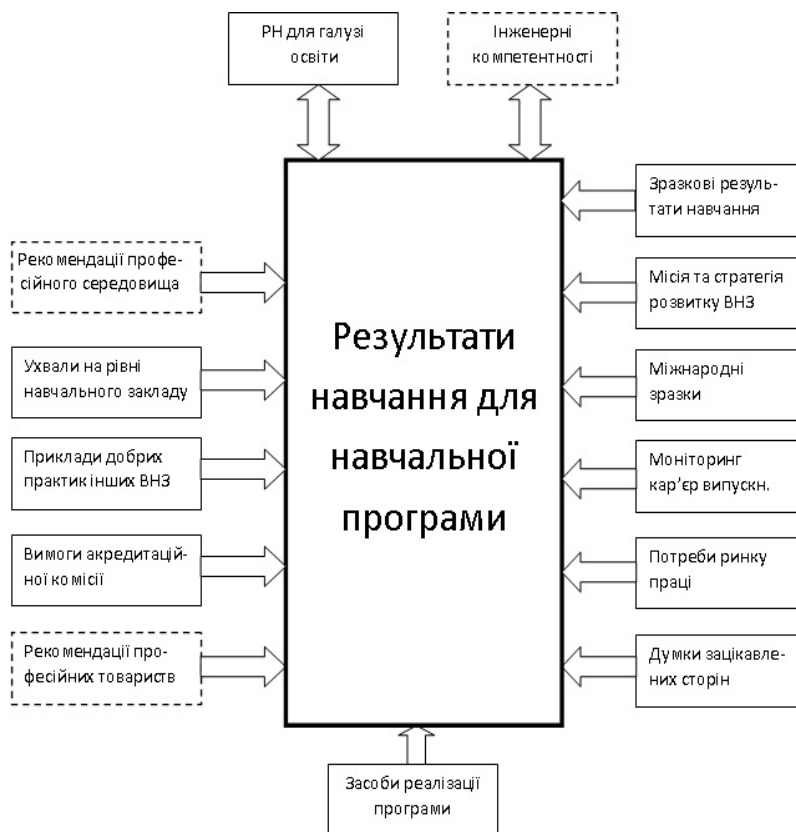 РН для галузі
освіти
Інженерні
компетентності
Рекомендації профе-
сійного середовища
Ухвали на рівні
навчального закладу
Приклади добрих
практик інших ВНЗ
Вимоги акредитацій-
ної комісії
Рекомендації про-
фесійних товариств
Результати
навчання для
навчальної
програми
Зразкові резуль-
тати навчання
Місія та стратегія
розвитку ВНЗ
Міжнародні
зразки
Моніторинг
кар’єр випускн.
Потреби ринку
праці
Думки зацікавле-
них сторін
Засоби реалізації
програми